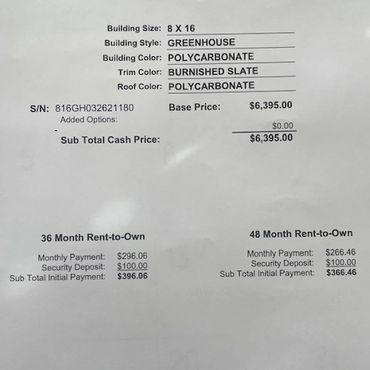 Building Size: 8 X 16
Building Style: GREENHOUSE
Building Color: POLYCARBONATE
Trim Color: BURNISHED SLATE
Roof Color: POLYCARBONATE
S/N: 816GH032621180 Base Price: $6,395.00
Added Options:
- $0.00
Sub Total Cash Price: $6,395.00
36 Month Rent-to-Own
Monthly Payment: $296.06
Security Deposit: $100.00
Sub Total Initial Payment: $396.06
48 Month Rent-to-Own
Monthly Payment: $266.46
Security Deposit: $100.00
Sub Total Initial Payment: $366.46